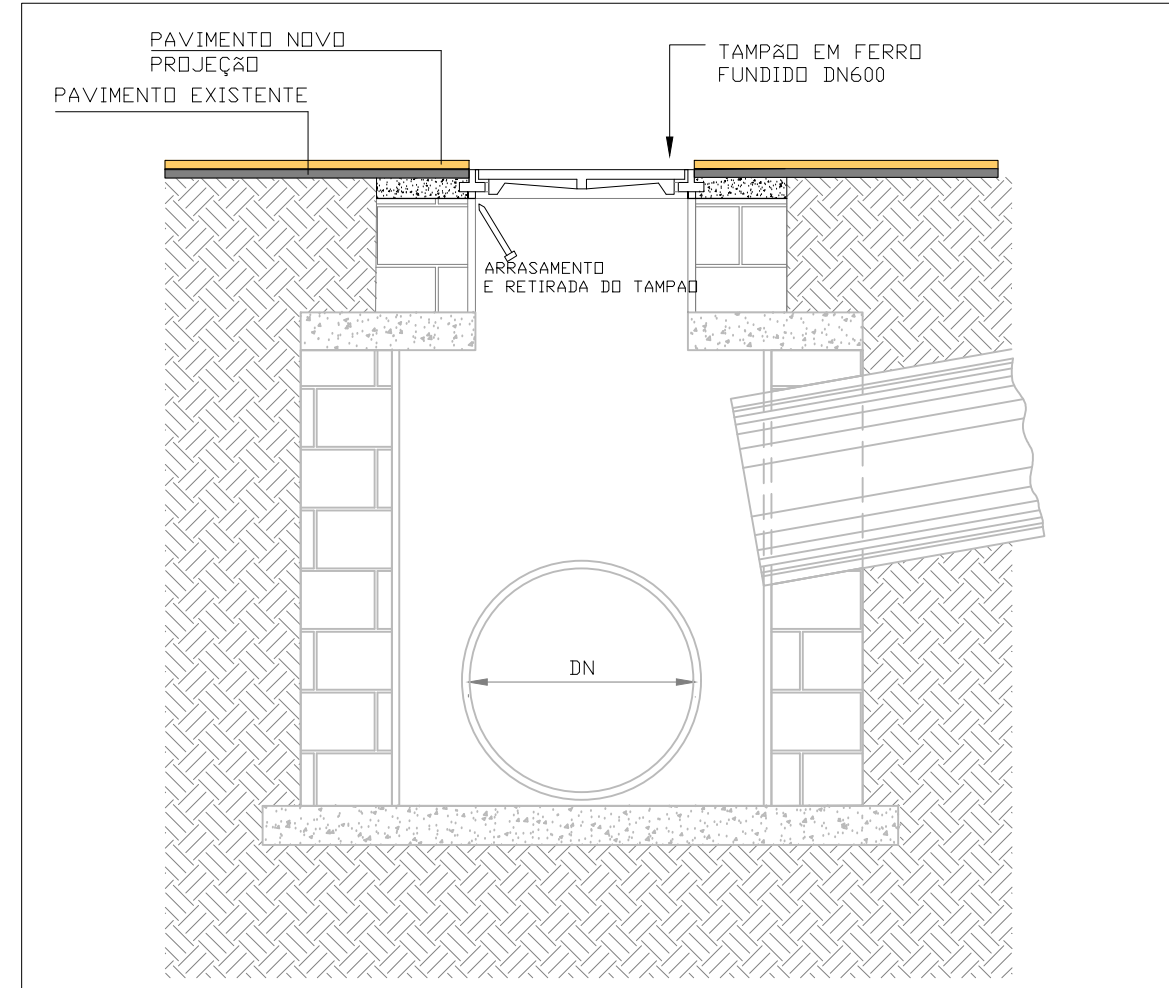 PAVIMENTO NOVO
PROJEÇÃO
PAVIMENTO EXISTENTE
TAMPÃO EM FERRO
FUNDIDO DN600
ARRASAMENTO
E RETIRADA DO TAMPAO
DN